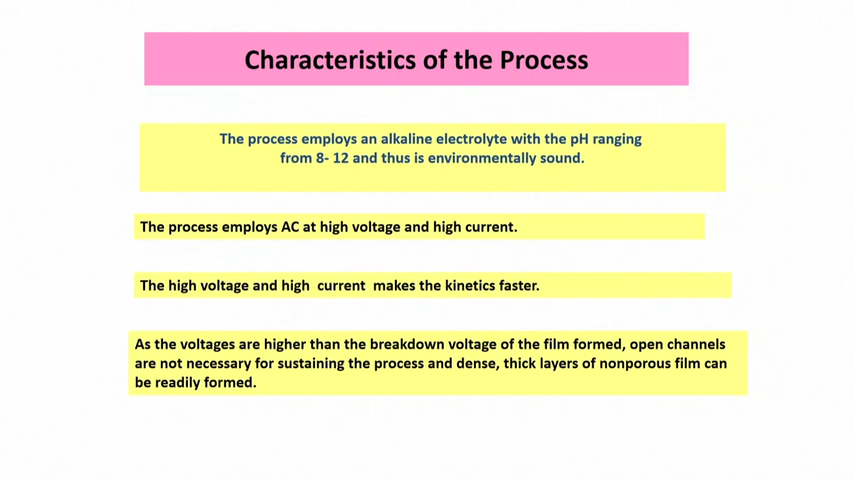 Characteristics of the Process
The process employs an alkaline electrolyte with the pH ranging
from 8- 12 and thus is environmentally sound.
The process employs AC at high voltage and high current.
The high voltage and high current makes the kinetics faster.
As the voltages are higher than the breakdown voltage of the film formed, open channels
are not necessary for sustaining the process and dense, thick layers of nonporous film can
be readily formed.